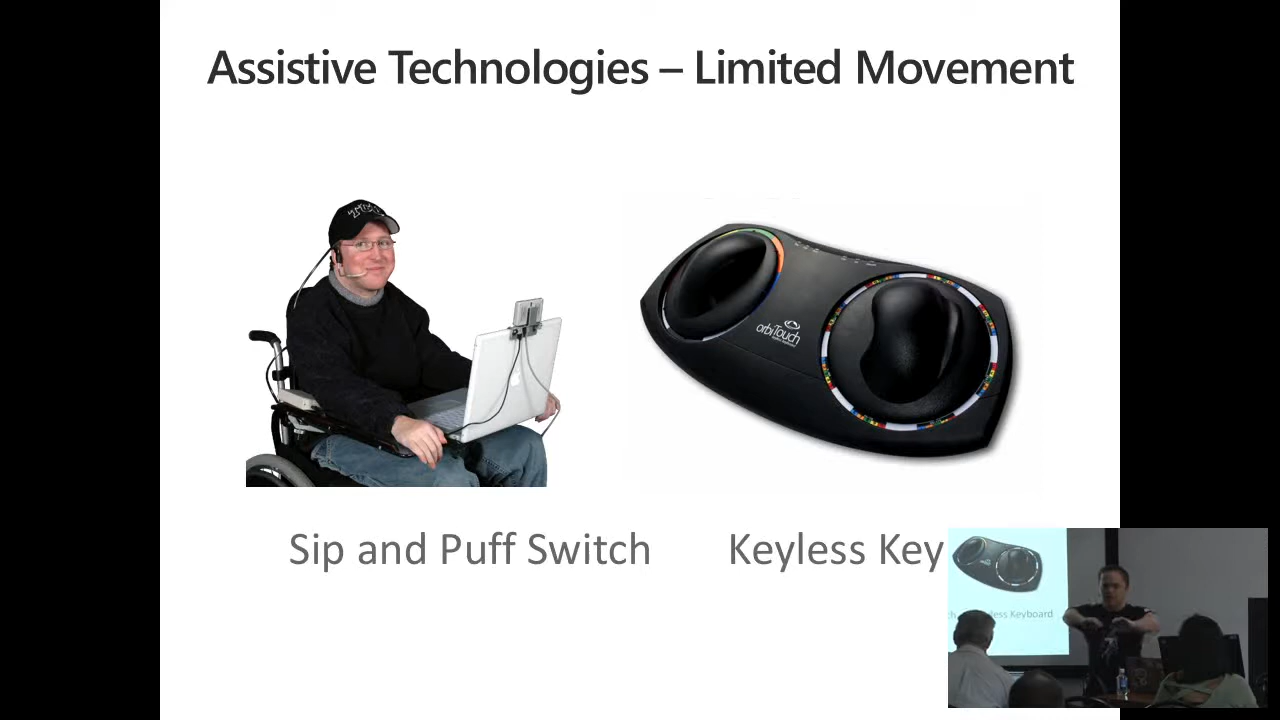 Assistive Technologies – Limited Movement
orbiTouch
Sip and Puff Switch
Keyless Key
less Keyboard